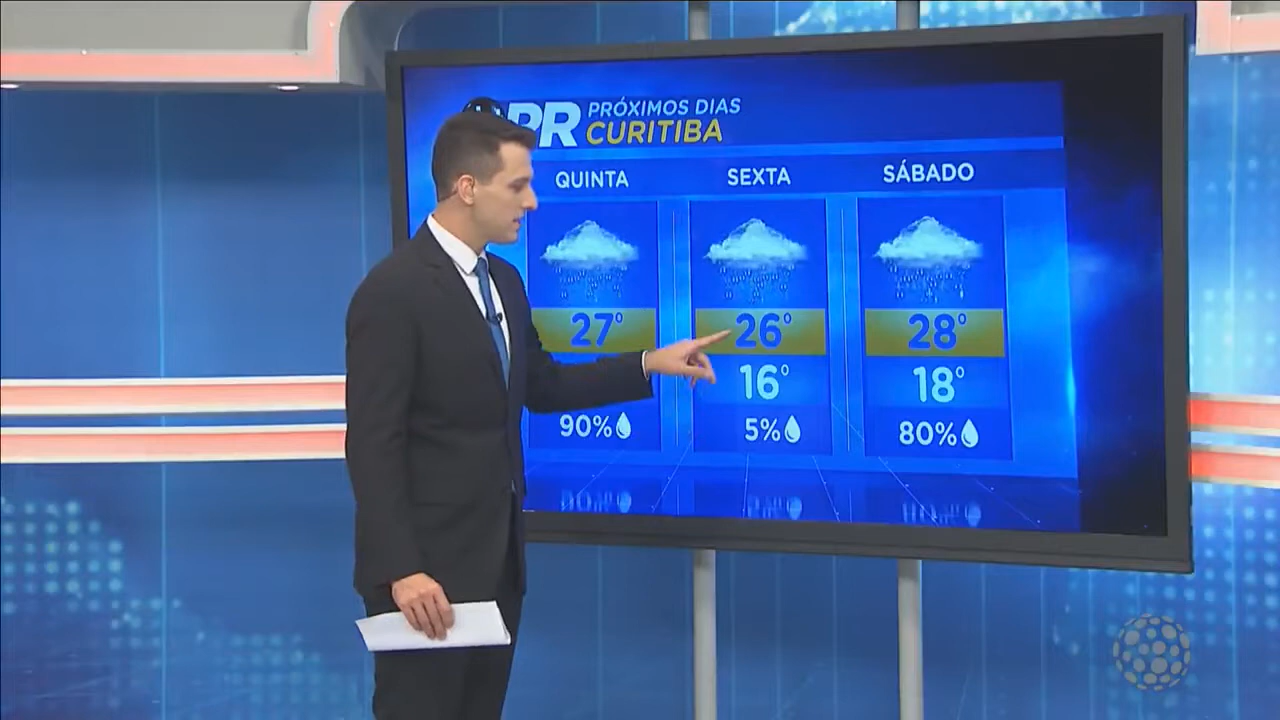 PR
PRÓXIMOS DIAS
CURITIBA
QUINTA
SEXTA
SÁBADO
27°
26°
28°
16°
18°
90%
5%
80%